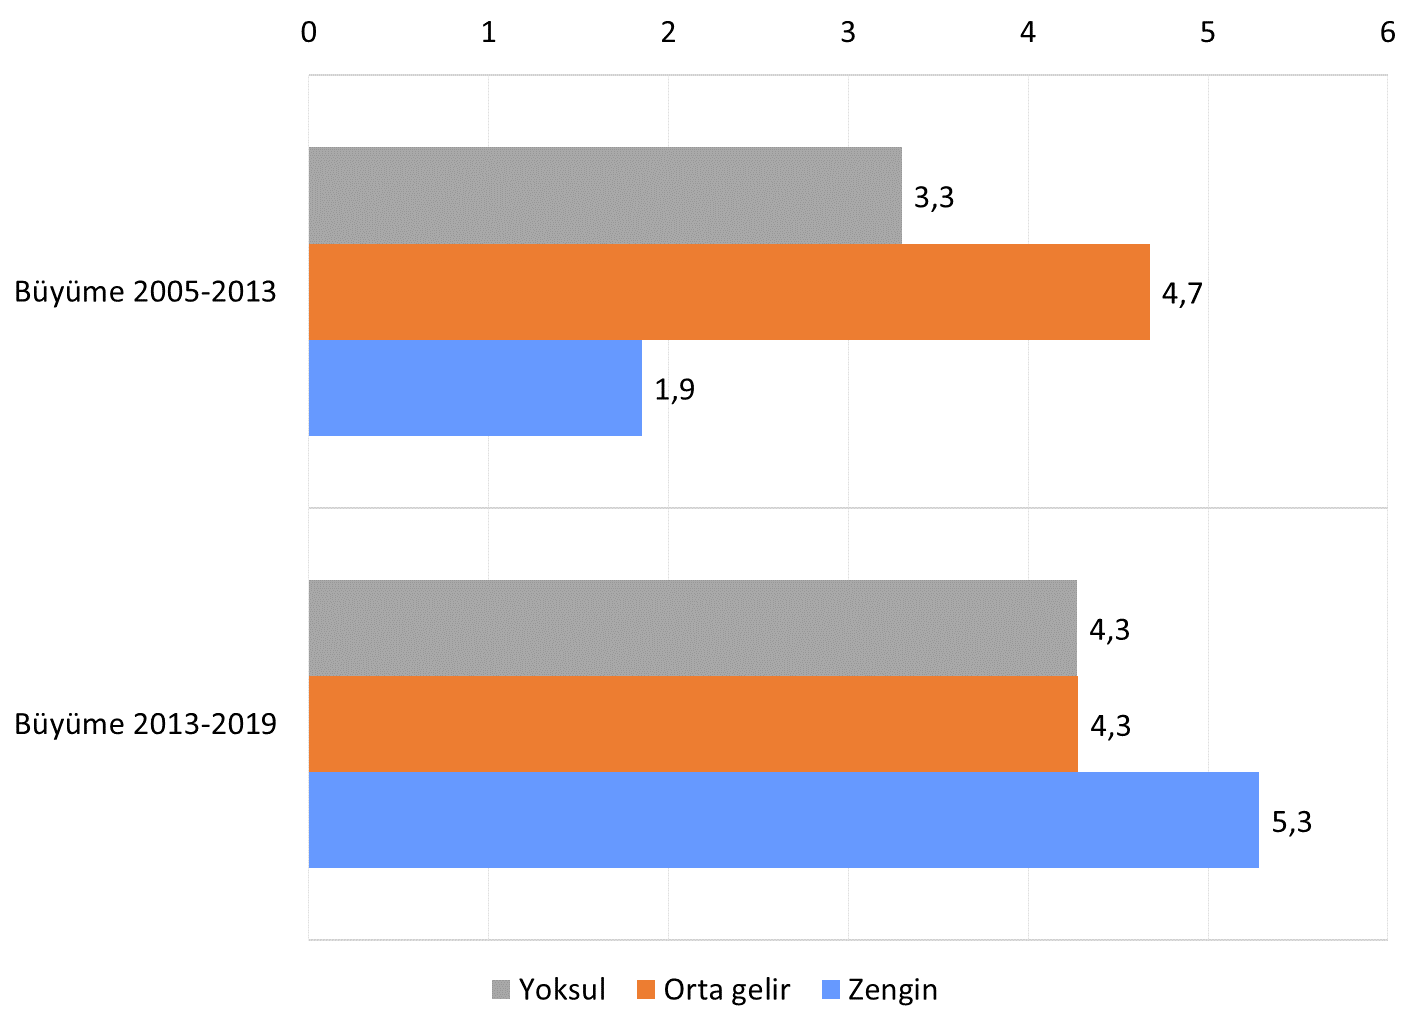 0 1 2 3 4 5 6
3,3
Büyüme 2005-2013
4,7
1,9
4,3
Büyüme 2013-2019
4,3
5,3
Yoksul Orta gelir Zengin